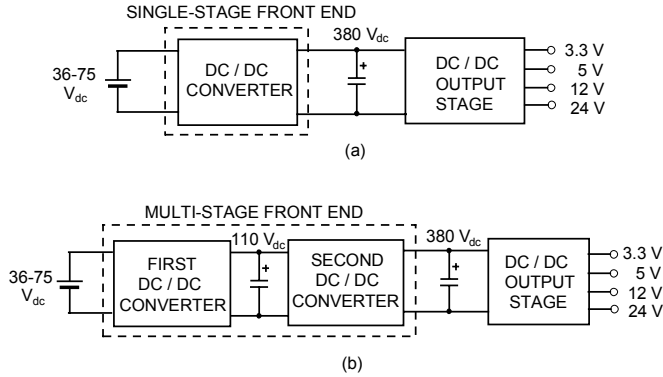 SINGLE-STAGE FRONT END
380 Vdc
36-75
Vdc
DC / DC
CONVERTER
+
DC / DC
OUTPUT
STAGE
3.3 V
5 V
12 V
24 V
(a)
MULTI-STAGE FRONT END
110 Vdc
380 Vdc
36-75
Vdc
FIRST
DC / DC
CONVERTER
+
SECOND
DC / DC
CONVERTER
+
DC / DC
OUTPUT
STAGE
3.3 V
5 V
12 V
24 V
(b)